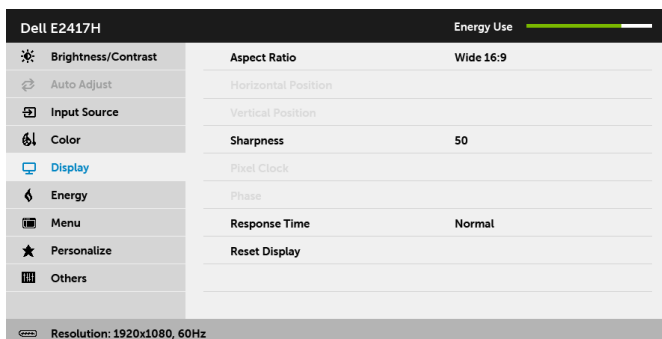 Dell E2417H Energy Use
Brightness/Contrast Aspect Ratio Wide 16:9
Auto Adjust Horizontal Position
Input Source Vertical Position
Color Sharpness 50
Display Pixel Clock
Energy Phase
Menu Response Time Normal
Personalize Reset Display
Others
Resolution: 1920x1080, 60Hz